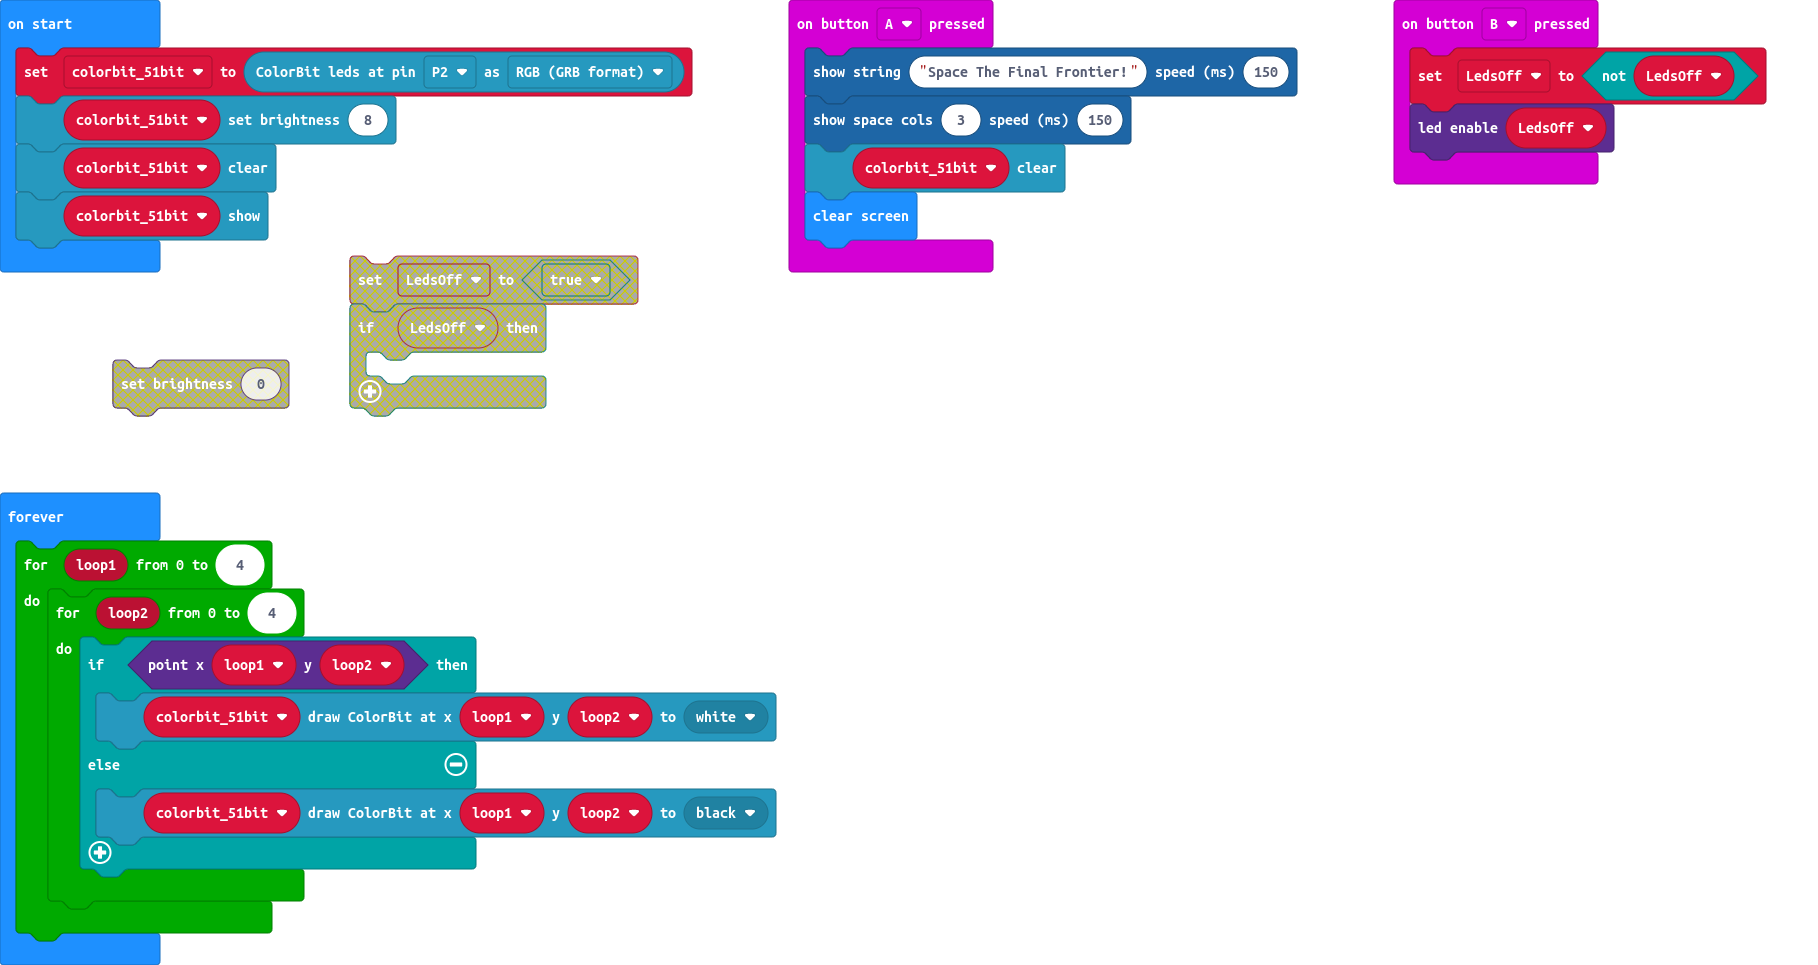 on start
set colorbit_51bit to ColorBit leds at pin P2 as RGB (GRB format)
colorbit_51bit set brightness 8
colorbit_51bit clear
colorbit_51bit show
set LedsOff to true
if LedsOff then
set brightness 0
on button A pressed
show string "Space The Final Frontier!" speed (ms) 150
show space cols 3 speed (ms) 150
colorbit_51bit clear
clear screen
on button B pressed
set LedsOff to not LedsOff
led enable LedsOff
forever
for loop1 from 0 to 4
do
for loop2 from 0 to 4
do
if point x loop1 y loop2 then
colorbit_51bit draw ColorBit at x loop1 y loop2 to white
else
colorbit_51bit draw ColorBit at x loop1 y loop2 to black